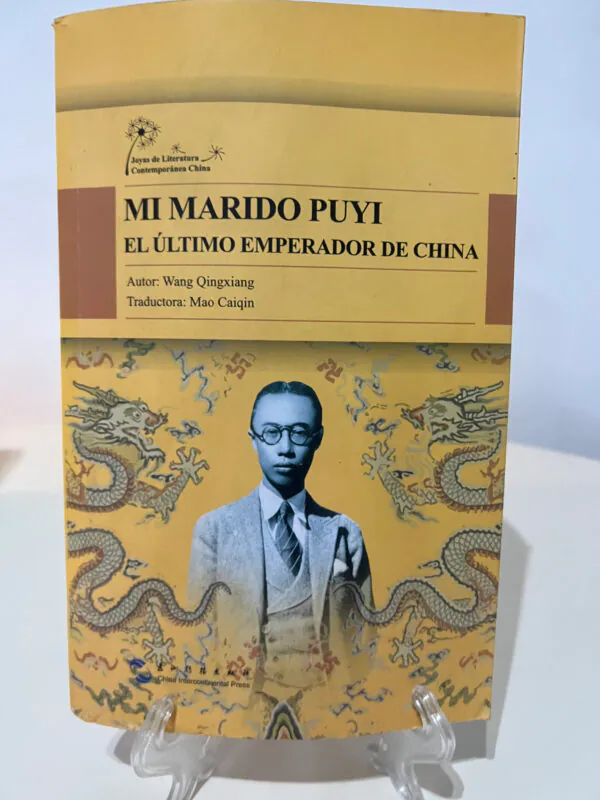 Joyas de Literatura
Contemporánea China
MI MARIDO PUYI
EL ÚLTIMO EMPERADOR DE CHINA
Autor: Wang Qingxiang
Traductora: Mao Caiqin
China Intercontinental Press